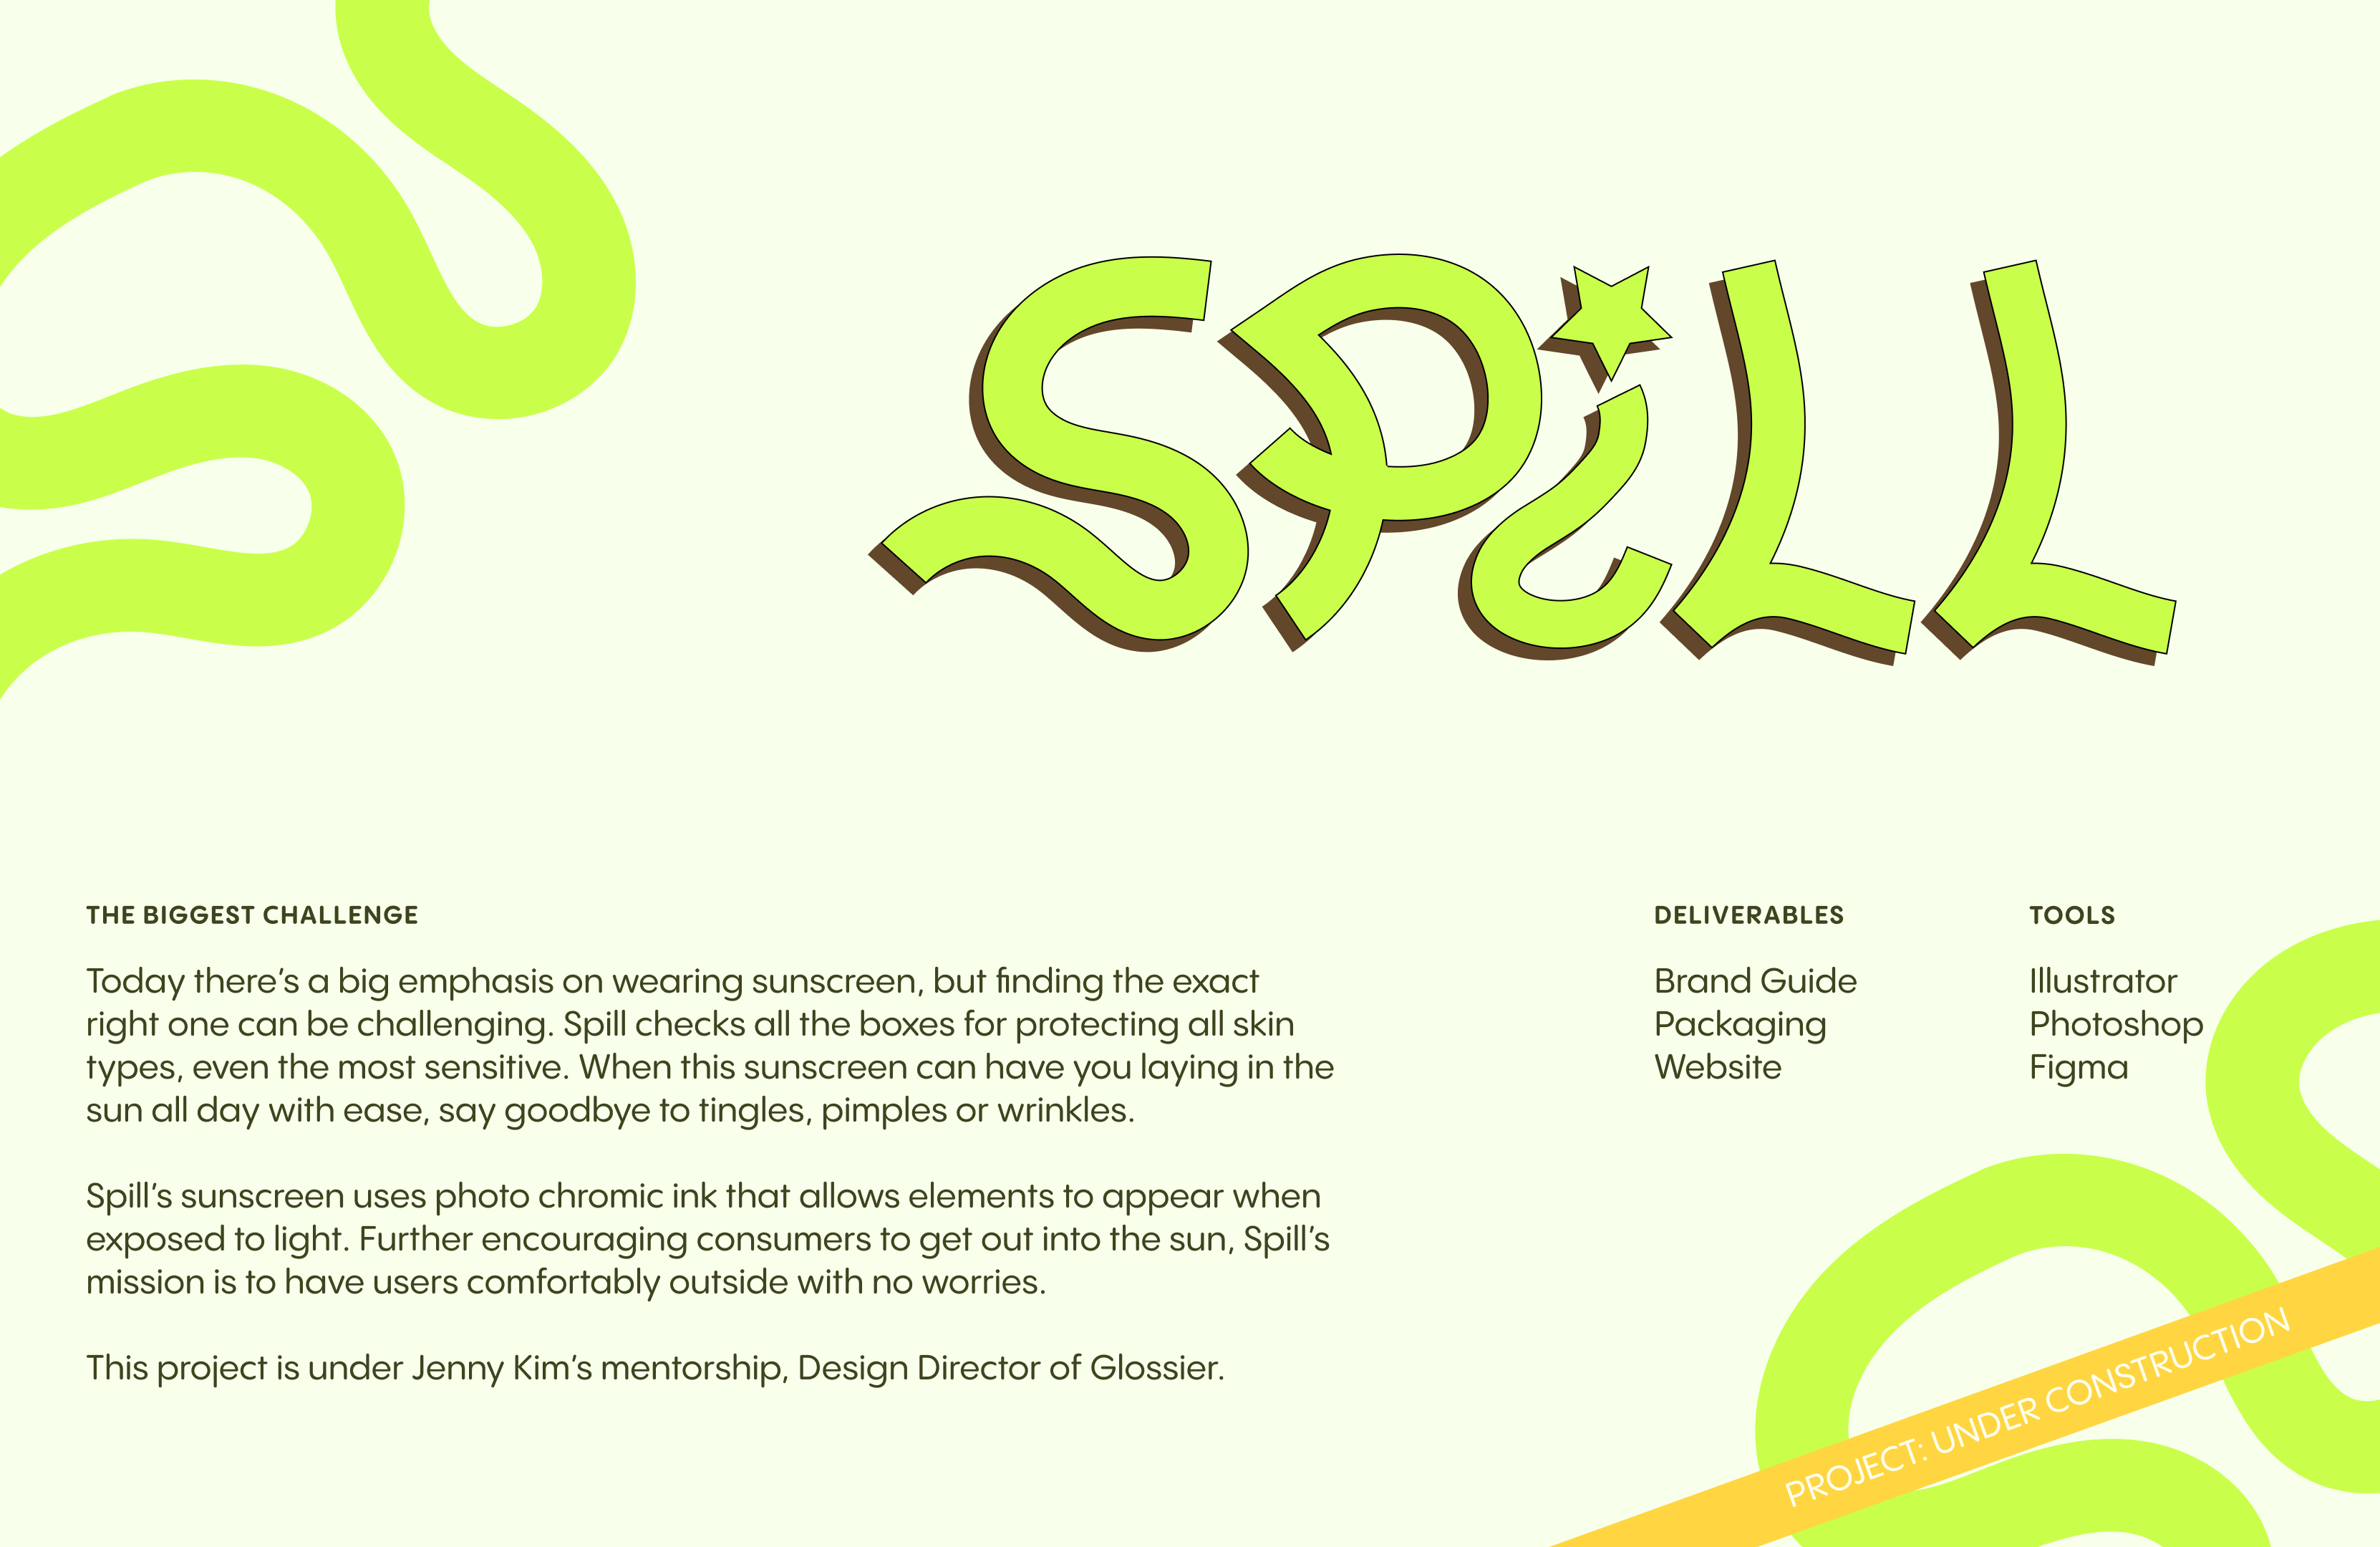 SPiLL
THE BIGGEST CHALLENGE
Today there’s a big emphasis on wearing sunscreen, but finding the exact
right one can be challenging. Spill checks all the boxes for protecting all skin
types, even the most sensitive. When this sunscreen can have you laying in the
sun all day with ease, say goodbye to tingles, pimples or wrinkles.
Spill’s sunscreen uses photo chromic ink that allows elements to appear when
exposed to light. Further encouraging consumers to get out into the sun, Spill’s
mission is to have users comfortably outside with no worries.
This project is under Jenny Kim’s mentorship, Design Director of Glossier.
DELIVERABLES
Brand Guide
Packaging
Website
TOOLS
Illustrator
Photoshop
Figma
PROJECT: UNDER CONSTRUCTION